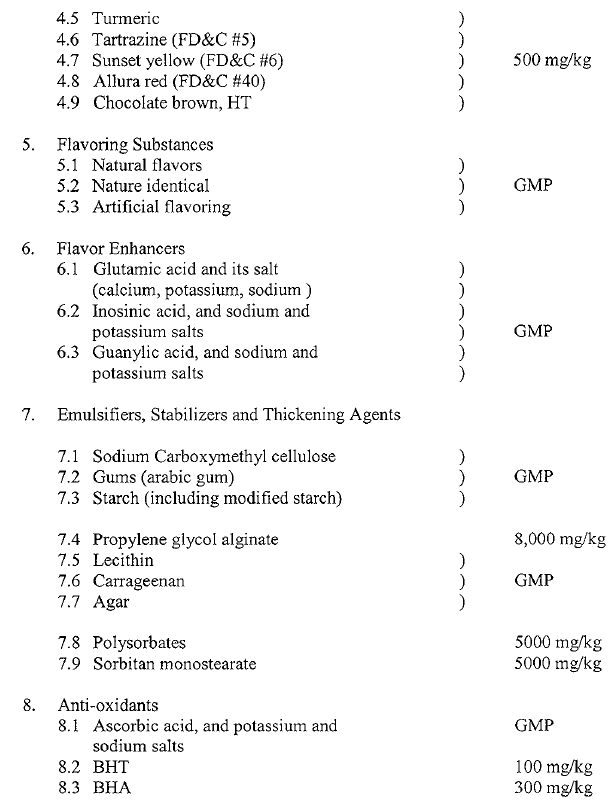 4.5 Turmeric )
4.6 Tartrazine (FD&C #5) )
4.7 Sunset yellow (FD&C #6) ) 500 mg/kg
4.8 Allura red (FD&C #40) )
4.9 Chocolate brown, HT )
5. Flavoring Substances
5.1 Natural flavors )
5.2 Nature identical ) GMP
5.3 Artificial flavoring )
6. Flavor Enhancers
6.1 Glutamic acid and its salt )
(calcium, potassium, sodium ) )
6.2 Inosinic acid, and sodium and )
potassium salts ) GMP
6.3 Guanylic acid, and sodium and )
potassium salts )
7. Emulsifiers, Stabilizers and Thickening Agents
7.1 Sodium Carboxymethyl cellulose )
7.2 Gums (arabic gum) ) GMP
7.3 Starch (including modified starch) )
7.4 Propylene glycol alginate 8,000 mg/kg
7.5 Lecithin )
7.6 Carrageenan ) GMP
7.7 Agar )
7.8 Polysorbates 5000 mg/kg
7.9 Sorbitan monostearate 5000 mg/kg
8. Anti-oxidants
8.1 Ascorbic acid, and potassium and GMP
sodium salts
8.2 BHT 100 mg/kg
8.3 BHA 300 mg/kg